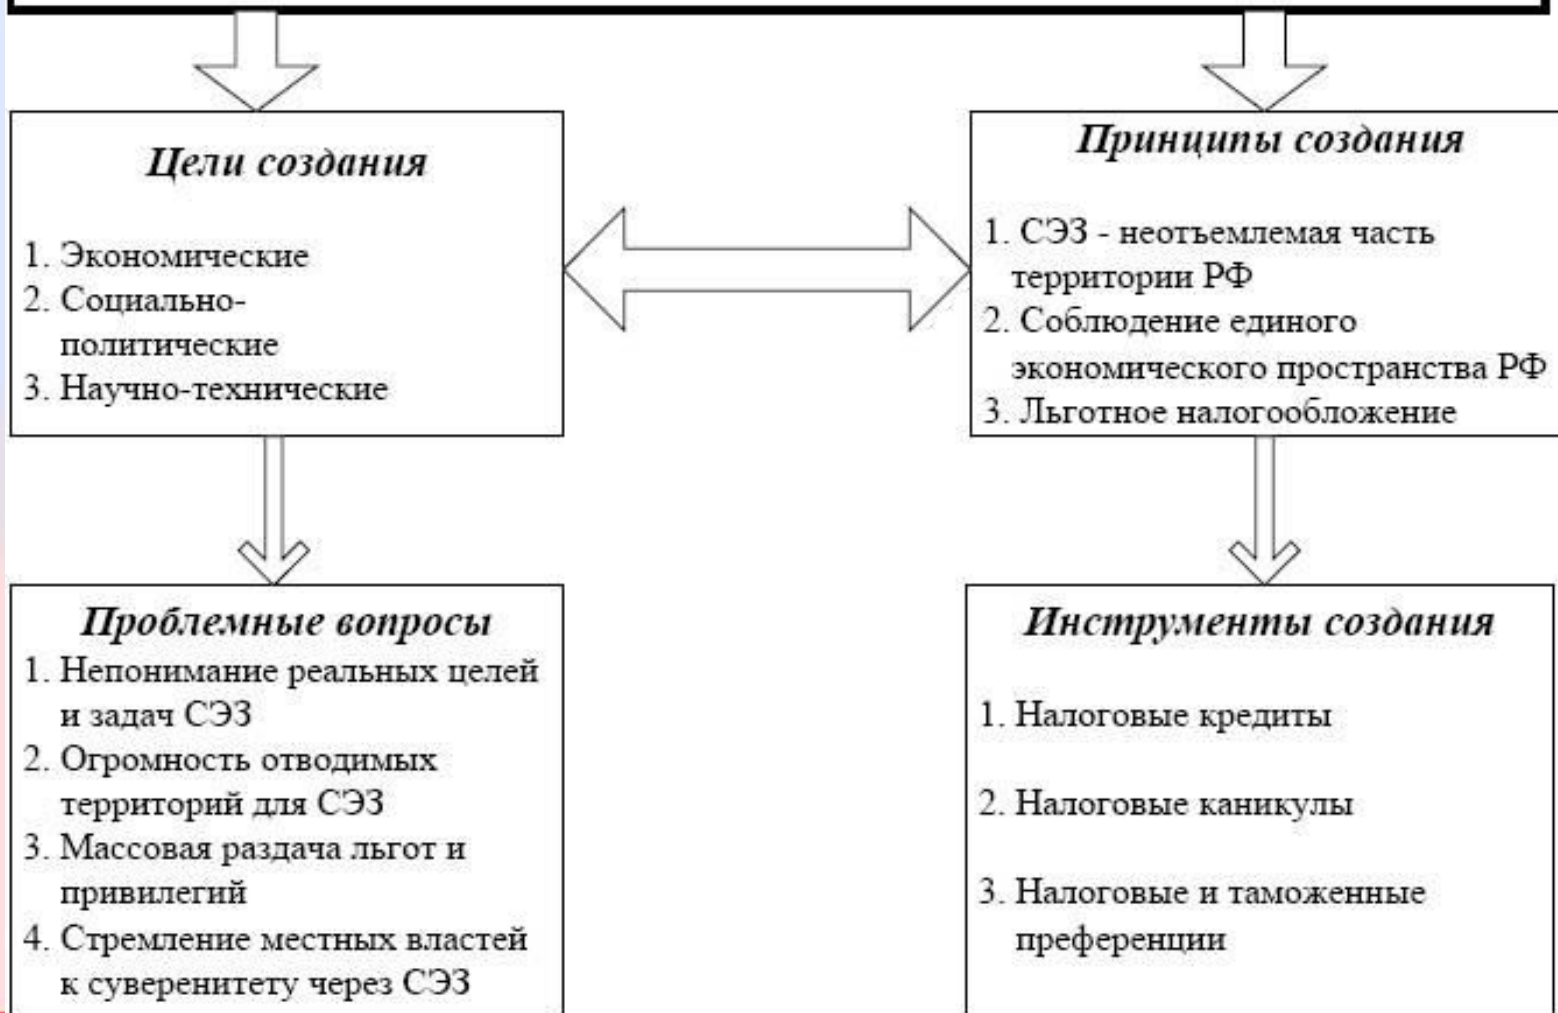 Цели создания
1. Экономические
2. Социально-
политические
3. Научно-технические
Принципы создания
1. СЭЗ - неотъемлемая часть
территории РФ
2. Соблюдение единого
экономического пространства РФ
3. Льготное налогообложение
Проблемные вопросы
1. Непонимание реальных целей
и задач СЭЗ
2. Огромность отводимых
территорий для СЭЗ
3. Массовая раздача льгот и
привилегий
4. Стремление местных властей
к суверенитету через СЭЗ
Инструменты создания
1. Налоговые кредиты
2. Налоговые каникулы
3. Налоговые и таможенные
преференции